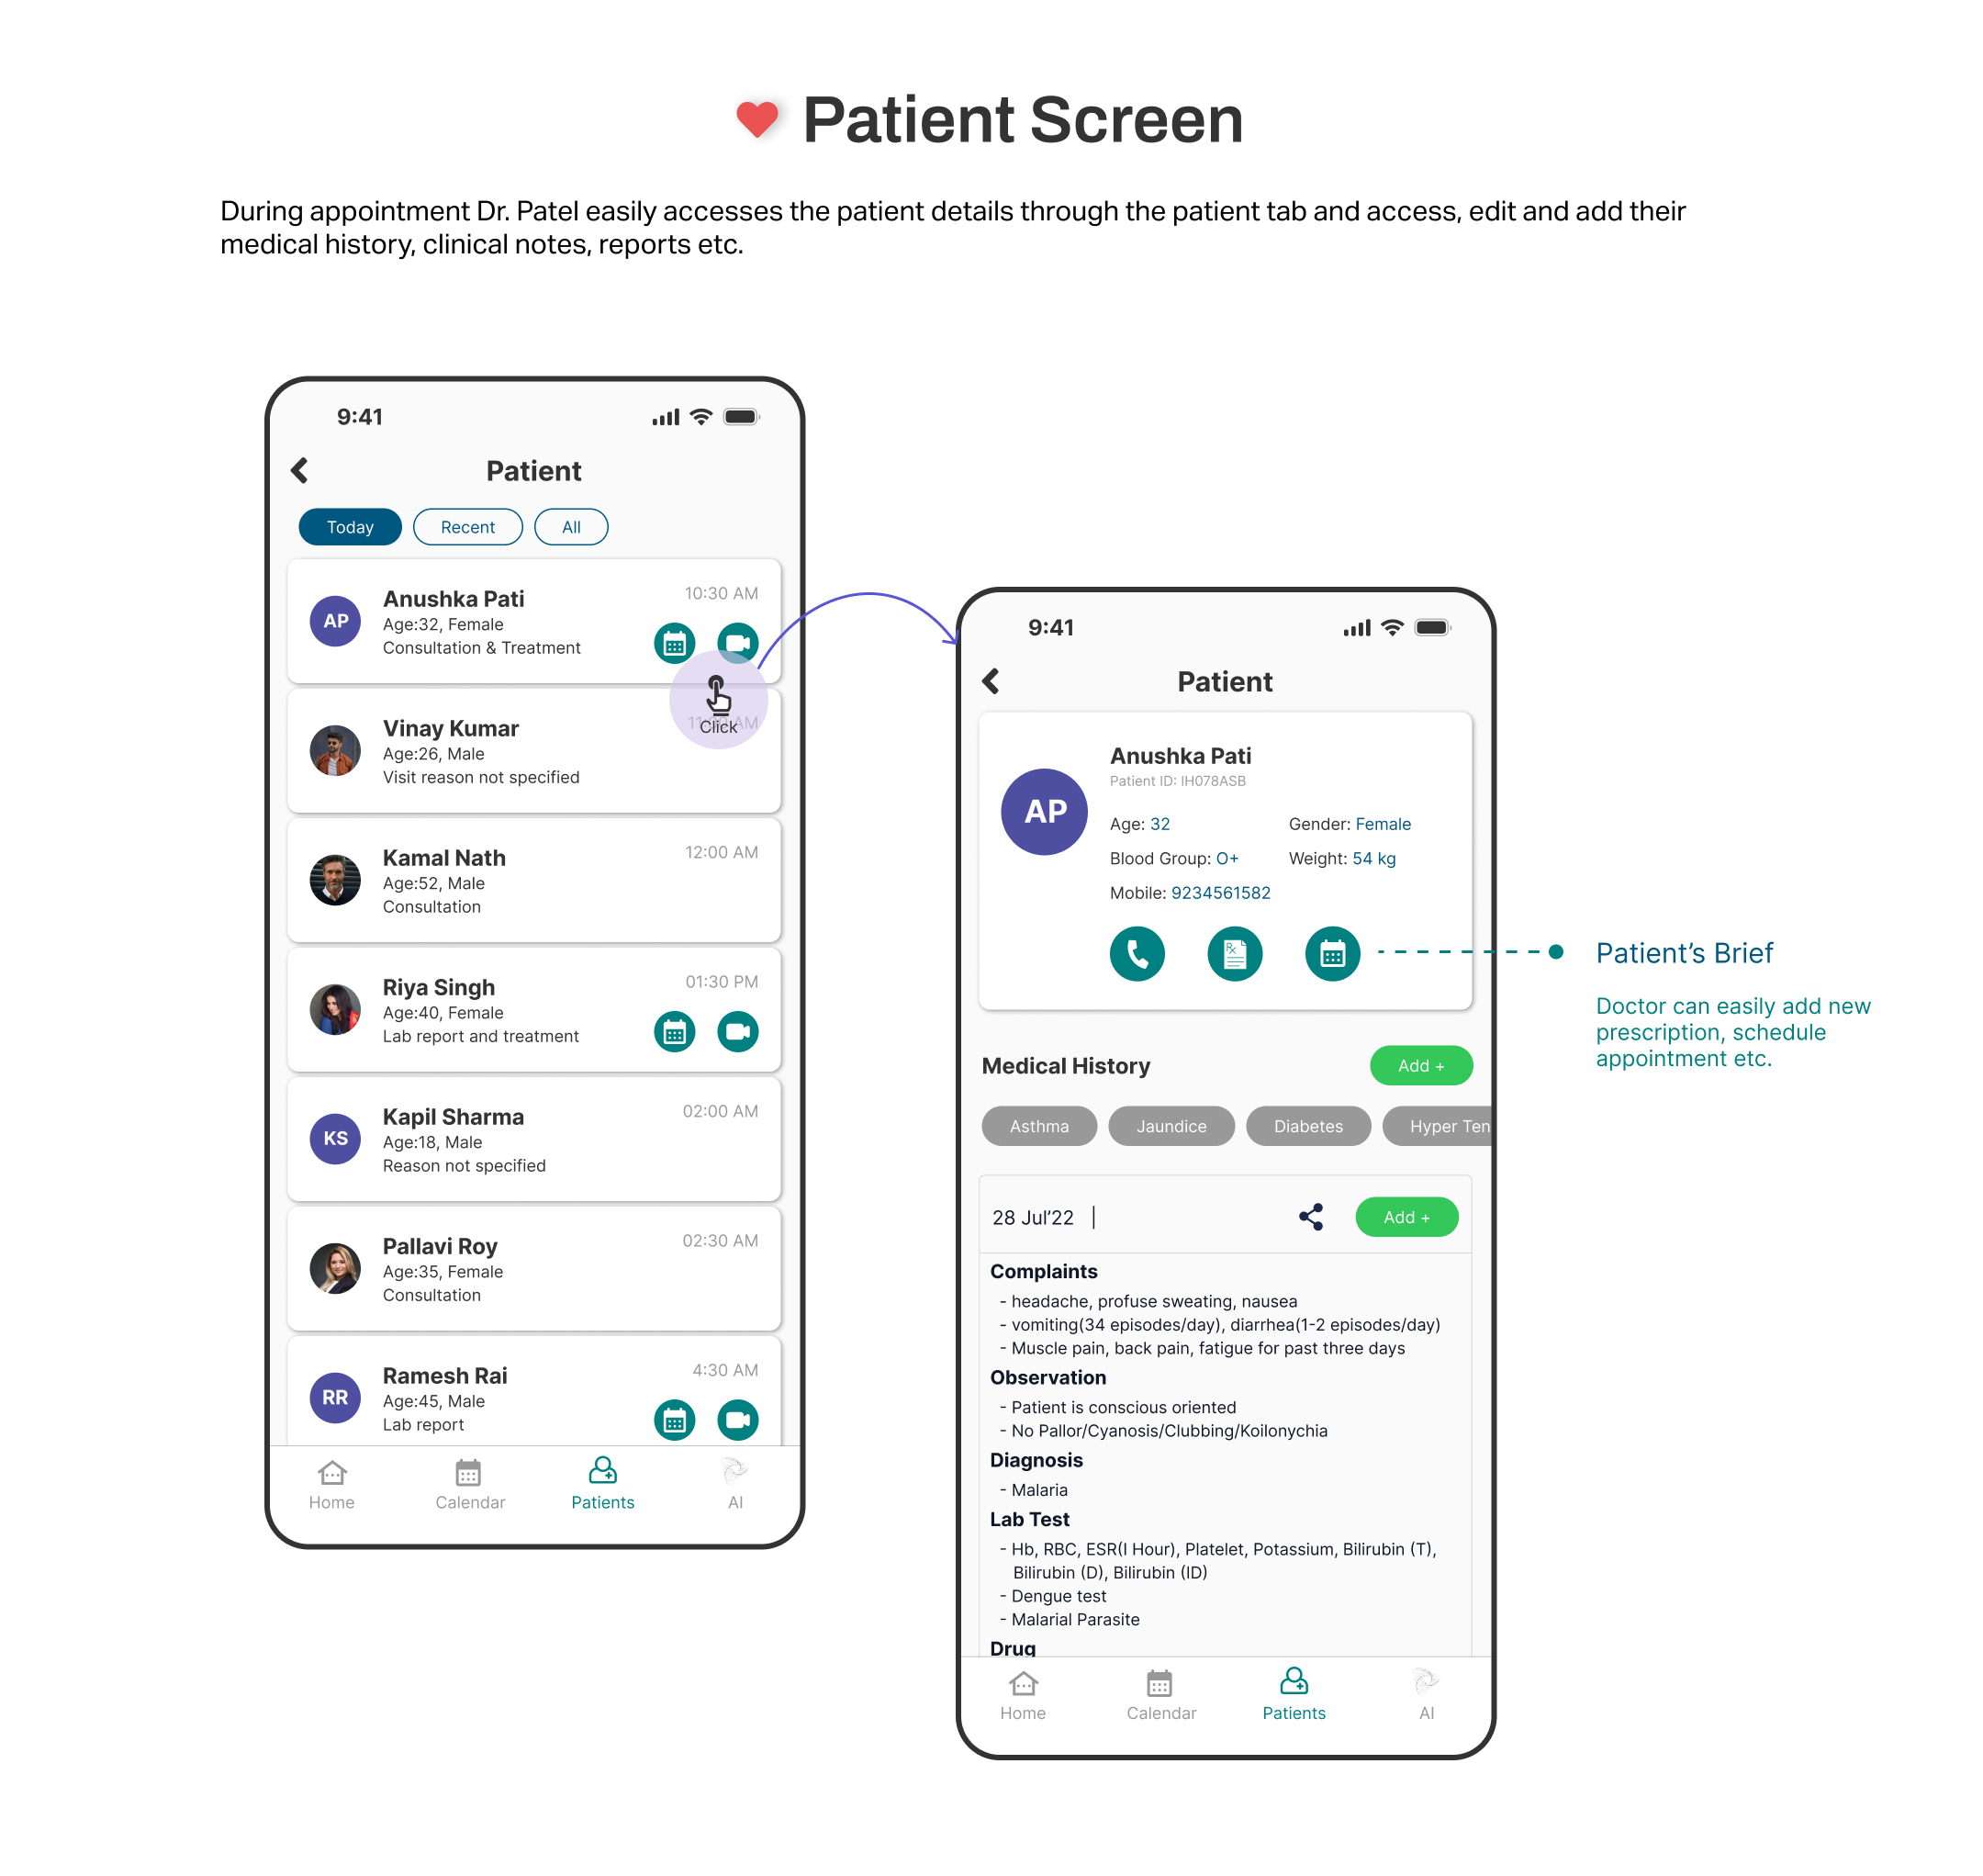 Patient Screen
During appointment Dr. Patel easily accesses the patient details through the patient tab and access, edit and add their
medical history, clinical notes, reports etc.
9:41
Patient
Today
Recent
All
AP
Anushka Pati
10:30 AM
Age:32, Female
Consultation & Treatment
Click
Vinay Kumar
11:00 AM
Age:26, Male
Visit reason not specified
Kamal Nath
12:00 AM
Age:52, Male
Consultation
Riya Singh
01:30 PM
Age:40, Female
Lab report and treatment
KS
Kapil Sharma
02:00 AM
Age:18, Male
Reason not specified
Pallavi Roy
02:30 AM
Age:35, Female
Consultation
RR
Ramesh Rai
4:30 AM
Age:45, Male
Lab report
Home
Calendar
Patients
AI
9:41
Patient
AP
Anushka Pati
Patient ID: IH078ASB
Age: 32
Gender: Female
Blood Group: O+
Weight: 54 kg
Mobile: 9234561582
Rx
Medical History
Add +
Asthma
Jaundice
Diabetes
Hyper Ten
28 Jul’22 |
Add +
Complaints
- headache, profuse sweating, nausea
- vomiting(34 episodes/day), diarrhea(1-2 episodes/day)
- Muscle pain, back pain, fatigue for past three days
Observation
- Patient is conscious oriented
- No Pallor/Cyanosis/Clubbing/Koilonychia
Diagnosis
- Malaria
Lab Test
- Hb, RBC, ESR(I Hour), Platelet, Potassium, Bilirubin (T),
Bilirubin (D), Bilirubin (ID)
- Dengue test
- Malarial Parasite
Drug
Home
Calendar
Patients
AI
Patient’s Brief
Doctor can easily add new
prescription, schedule
appointment etc.